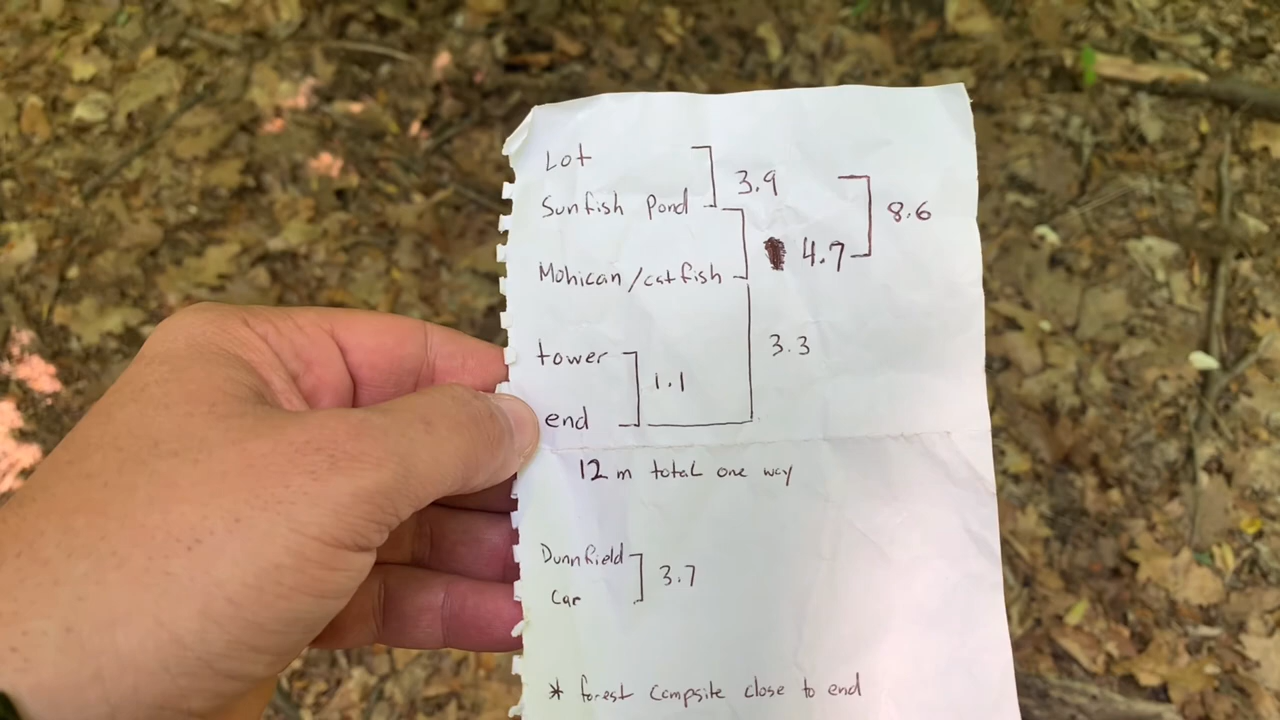 Lot
3.9
Sunfish Pond
8.6
4.7
Mohican/catfish
3.3
tower
1.1
end
12 m total one way
Dunnfield
3.7
Car
* forest campsite close to end